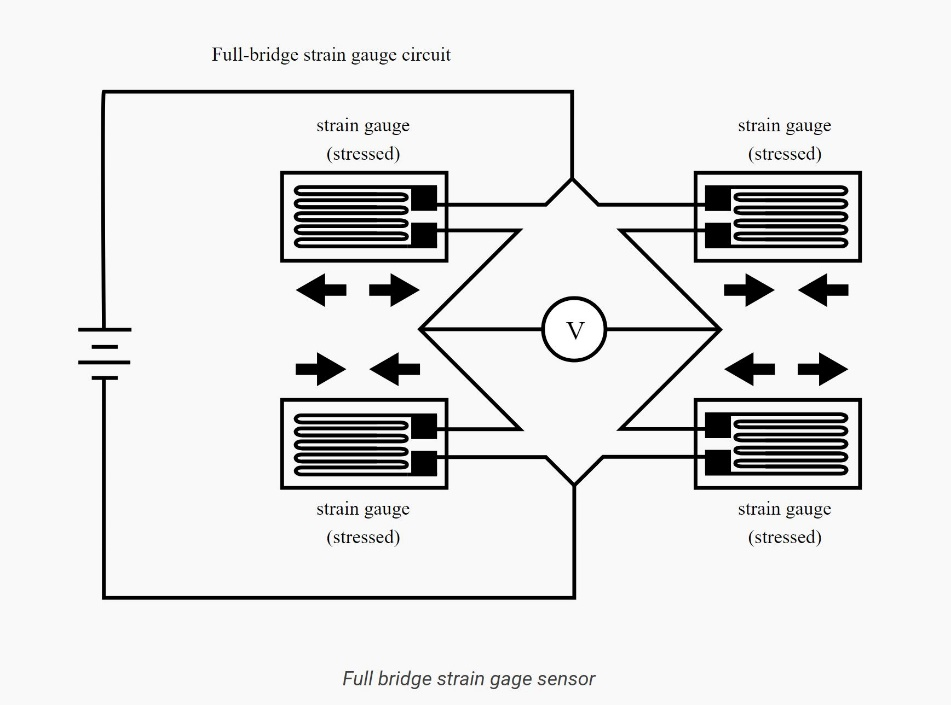 Full-bridge strain gauge circuit
strain gauge
(stressed)
strain gauge
(stressed)
V
strain gauge
(stressed)
strain gauge
(stressed)
Full bridge strain gage sensor